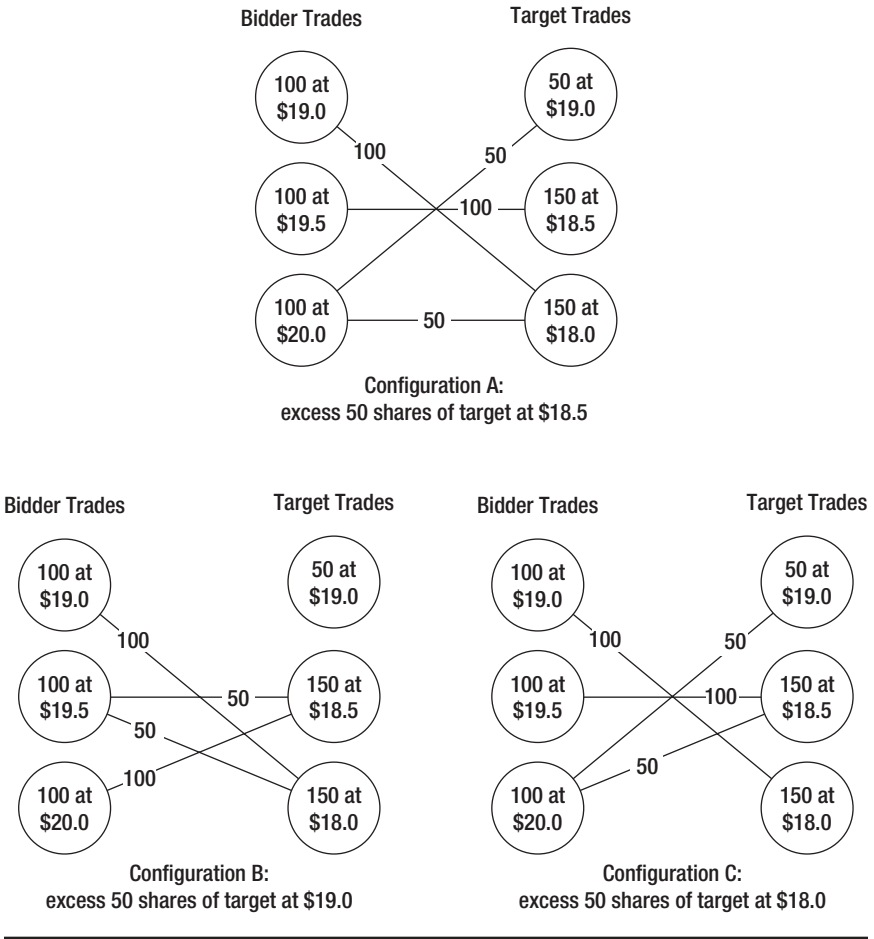 Bidder Trades
Target Trades
100 at
$19.0
50 at
$19.0
100
50
100 at
$19.5
100
150 at
$18.5
100 at
$20.0
50
150 at
$18.0
Configuration A:
excess 50 shares of target at $18.5
Bidder Trades
Target Trades
100 at
$19.0
50 at
$19.0
100
100 at
$19.5
50
150 at
$18.5
50
100
100 at
$20.0
150 at
$18.0
Configuration B:
excess 50 shares of target at $19.0
Bidder Trades
Target Trades
100 at
$19.0
50 at
$19.0
100
50
100 at
$19.5
100
150 at
$18.5
50
100 at
$20.0
150 at
$18.0
Configuration C:
excess 50 shares of target at $18.0